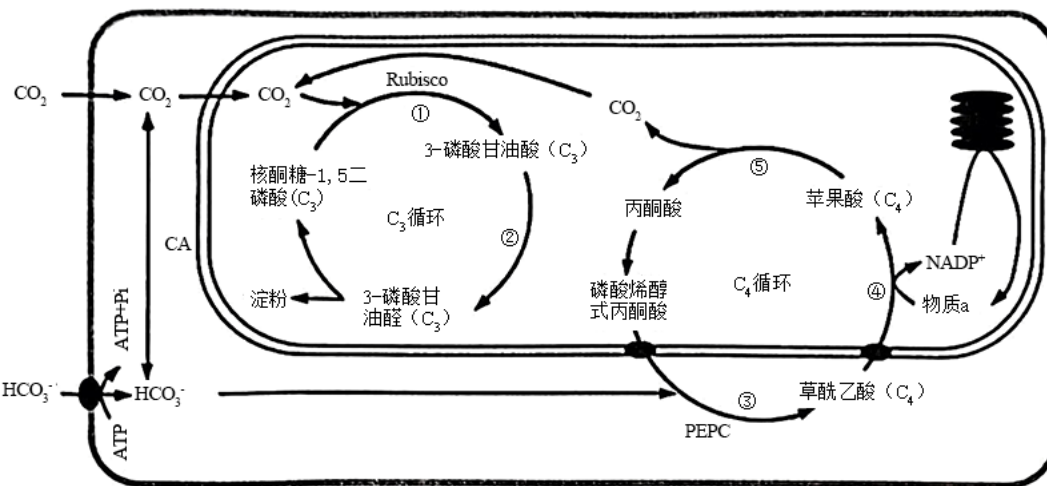 CO₂
CO₂
CO₂
Rubisco
①
3-磷酸甘油酸（C₃）
核酮糖-1,5二
磷酸(C₃)
C₃循环
②
CA
淀粉
3-磷酸甘
油醛（C₃）
CO₂
⑤
丙酮酸
苹果酸（C₄）
磷酸烯醇
式丙酮酸
C₄循环
④
NADP⁺
物质a
ATP+Pi
HCO₃⁻
HCO₃⁻
ATP
③
PEPC
草酰乙酸（C₄）